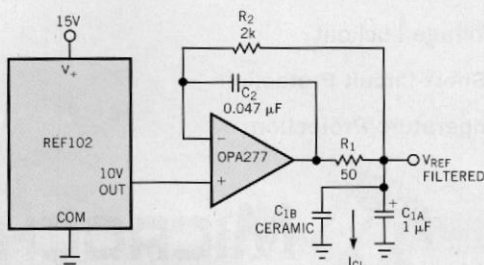 15V
V+
REF102
10V
OUT
COM
R2
2k
C2
0.047 µF
-
OPA277
+
R1
50
VREF
FILTERED
C1B
CERAMIC
+
C1A
1 µF